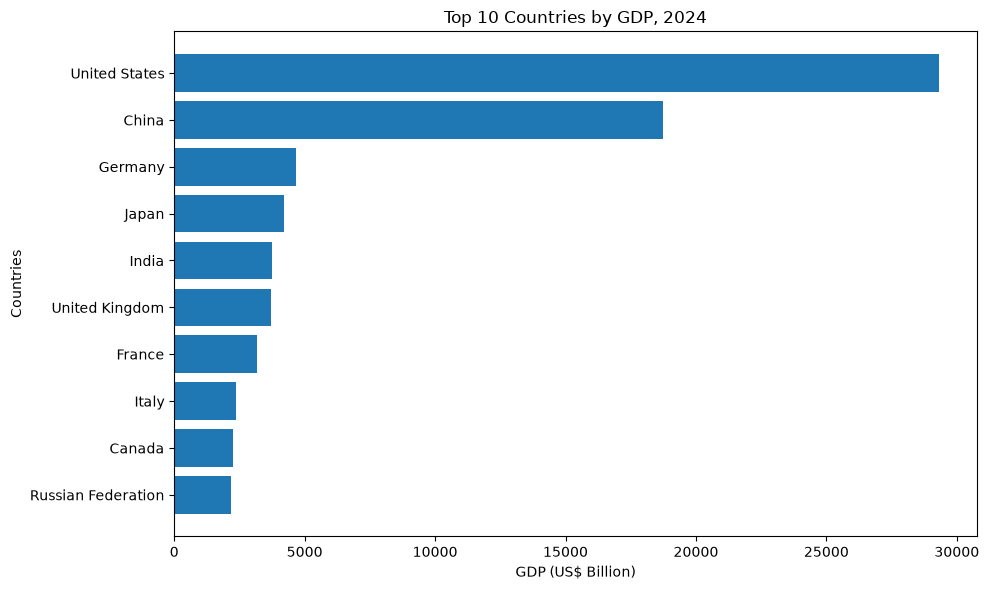 Top 10 Countries by GDP, 2024
Countries
United States
China
Germany
Japan
India
United Kingdom
France
Italy
Canada
Russian Federation
0 5000 10000 15000 20000 25000 30000
GDP (US$ Billion)